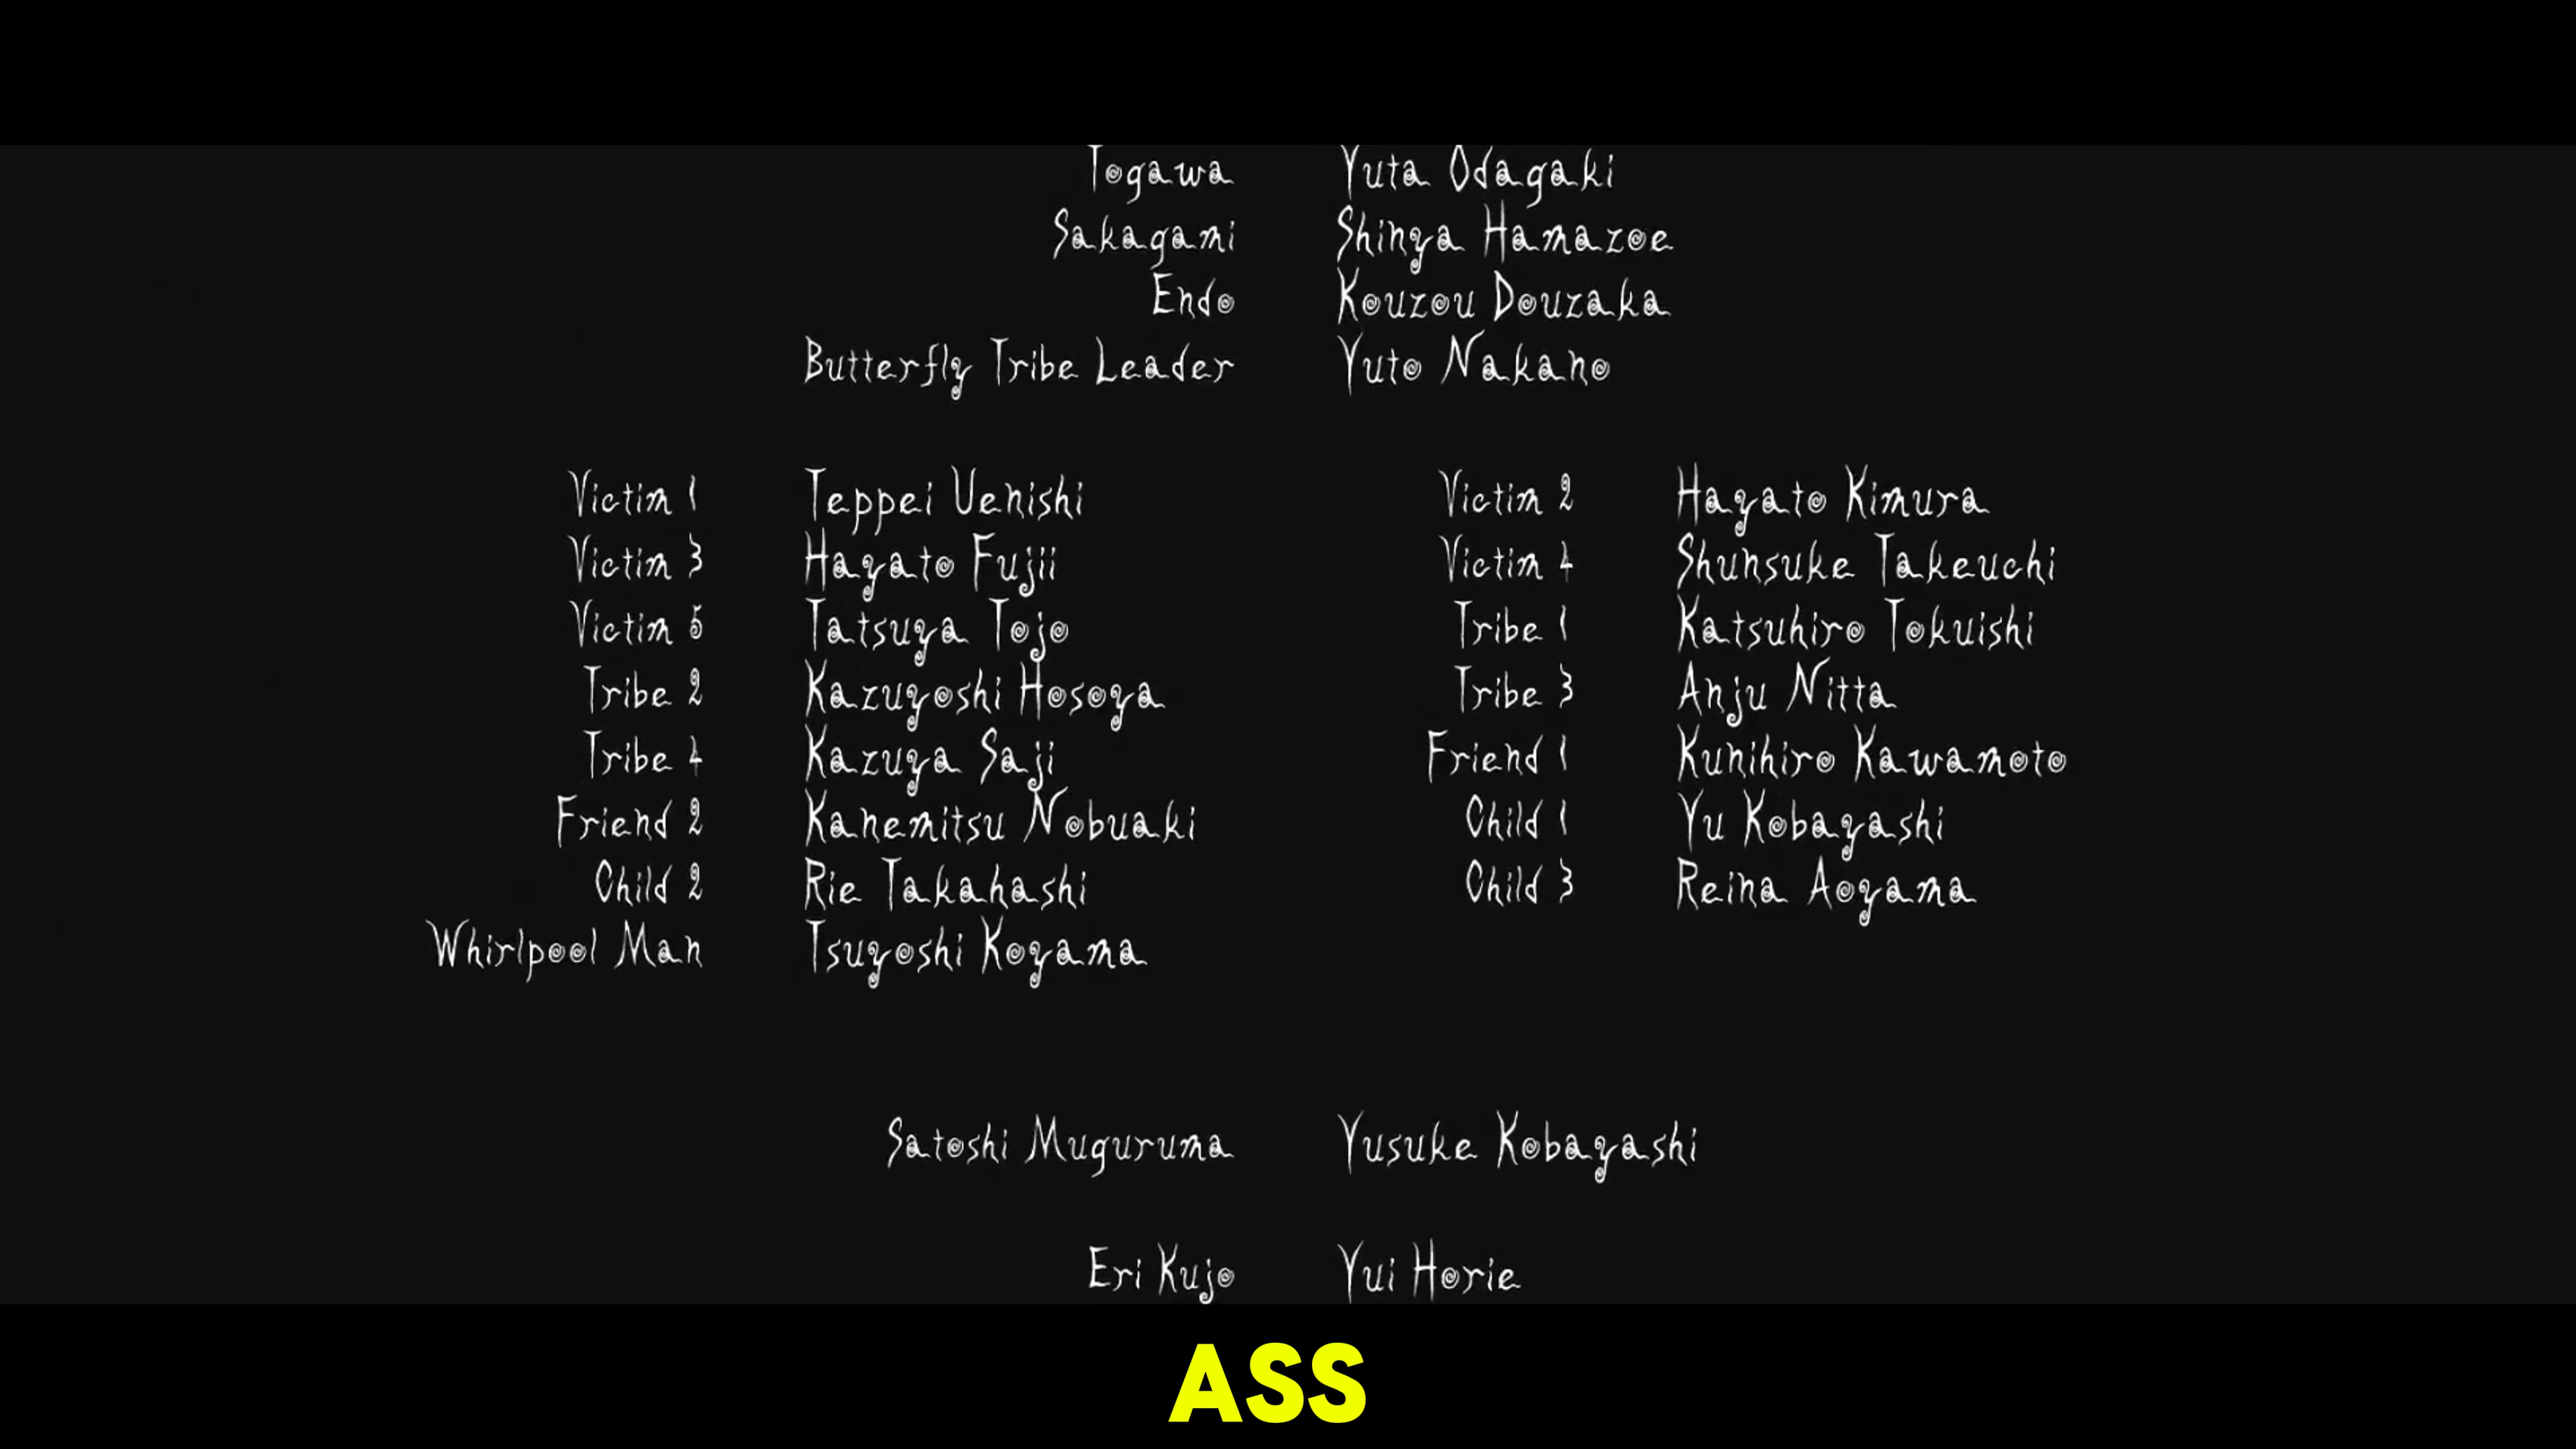 Togawa Yuta Odagaki
Sakagami Shinya Hamazoe
Endo Kouzou Douzaka
Butterfly Tribe Leader Yuto Nakano
Victim 1 Teppei Uenishi Victim 2 Hayato Kimura
Victim 3 Hayato Fujii Victim 4 Shunsuke Takeuchi
Victim 5 Tatsuya Tojo Tribe 1 Katsuhiro Tokuishi
Tribe 2 Kazuyoshi Hosoya Tribe 3 Anju Nitta
Tribe 4 Kazuya Saji Friend 1 Kunihiro Kawamoto
Friend 2 Kanemitsu Nobuaki Child 1 Yu Kobayashi
Child 2 Rie Takahashi Child 3 Reina Aoyama
Whirlpool Man Tsuyoshi Koyama
Satoshi Muguruma Yusuke Kobayashi
Eri Kujo Yui Horie
ASS